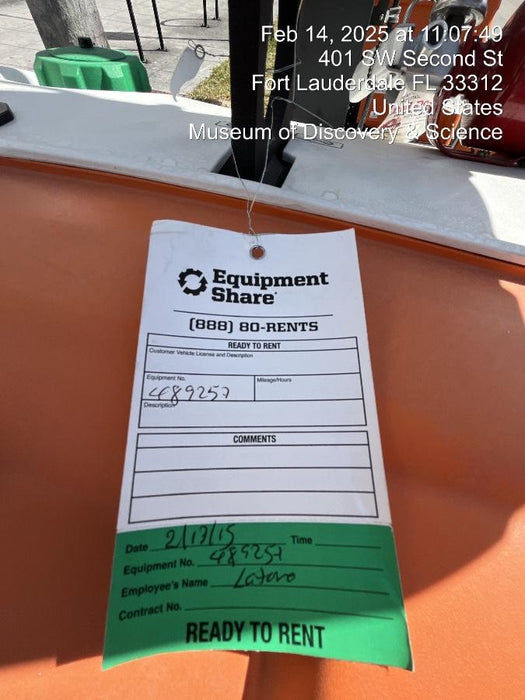 Feb 14, 2025 at 11:07:49
401 SW Second St
Fort Lauderdale FL 33312
United States
Museum of Discovery & Science
Equipment
Share
(888) 80-RENTS
READY TO RENT
Customer Vehicle License and Description
Equipment No. Mileage/Hours
489257
Description
COMMENTS
Date 2/13/15 Time
Equipment No. 489257
Employee's Name
Contract No.
READY TO RENT